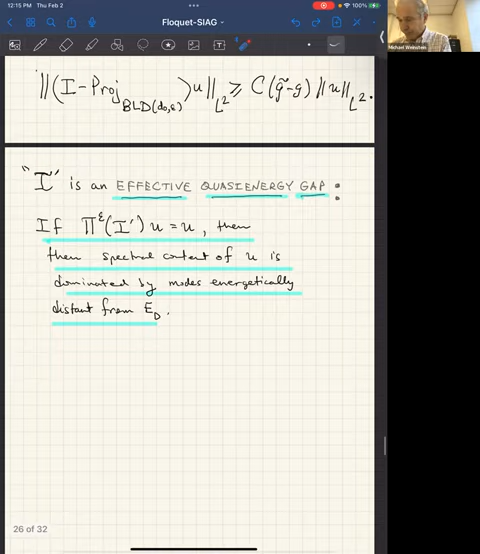 12:15 PM Thu Feb 2
100%
Floquet-SIAG
Michael Weinstein
‖(I-Proj_BLD(d₀,ε))u‖_L² ⩾ C(g̃-g)‖u‖_L².
"I'" is an EFFECTIVE QUASIENERGY GAP:
If Π^ε(I')u = u, then
then spectral content of u is
dominated by modes energetically
distant from E_D.
26 of 32